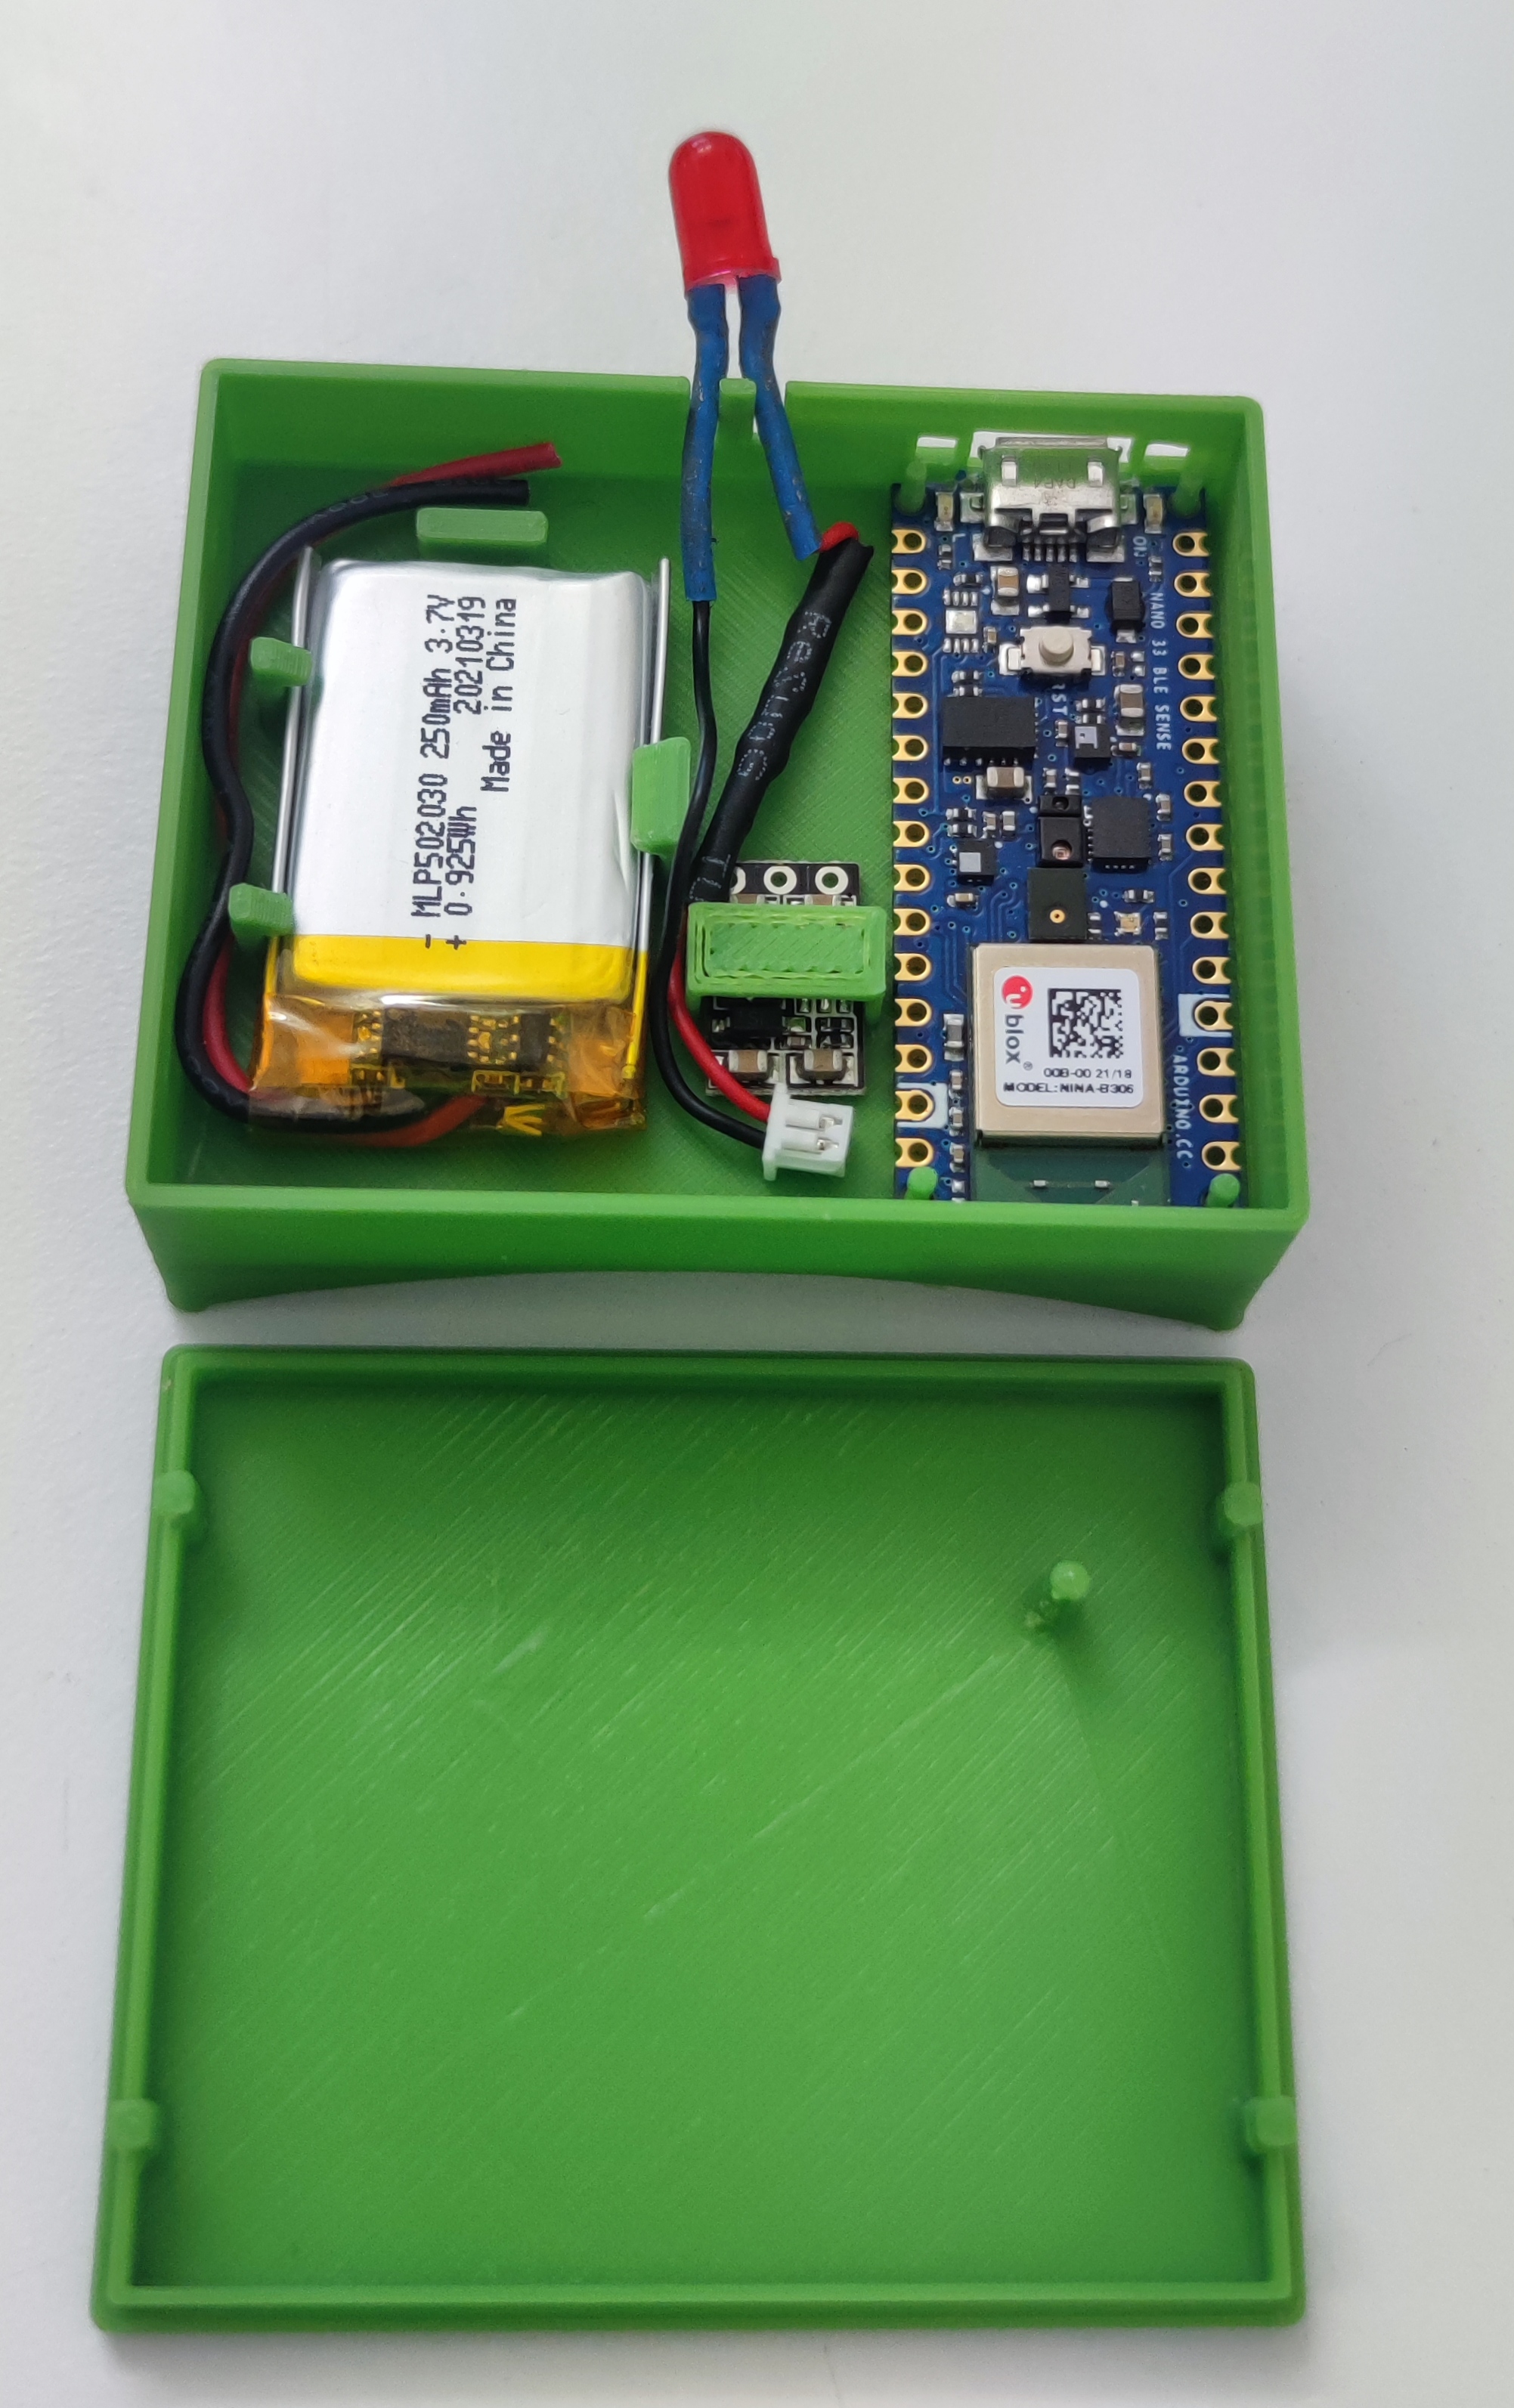 - MLP502030 250mAh 3.7V
+ 0.925Wh 20210319
Made in China
ON
L
RST
NANO 33 BLE SENSE
u
blox®
00B-00 21/18
MODEL:NINA-B306
ARDUINO.CC